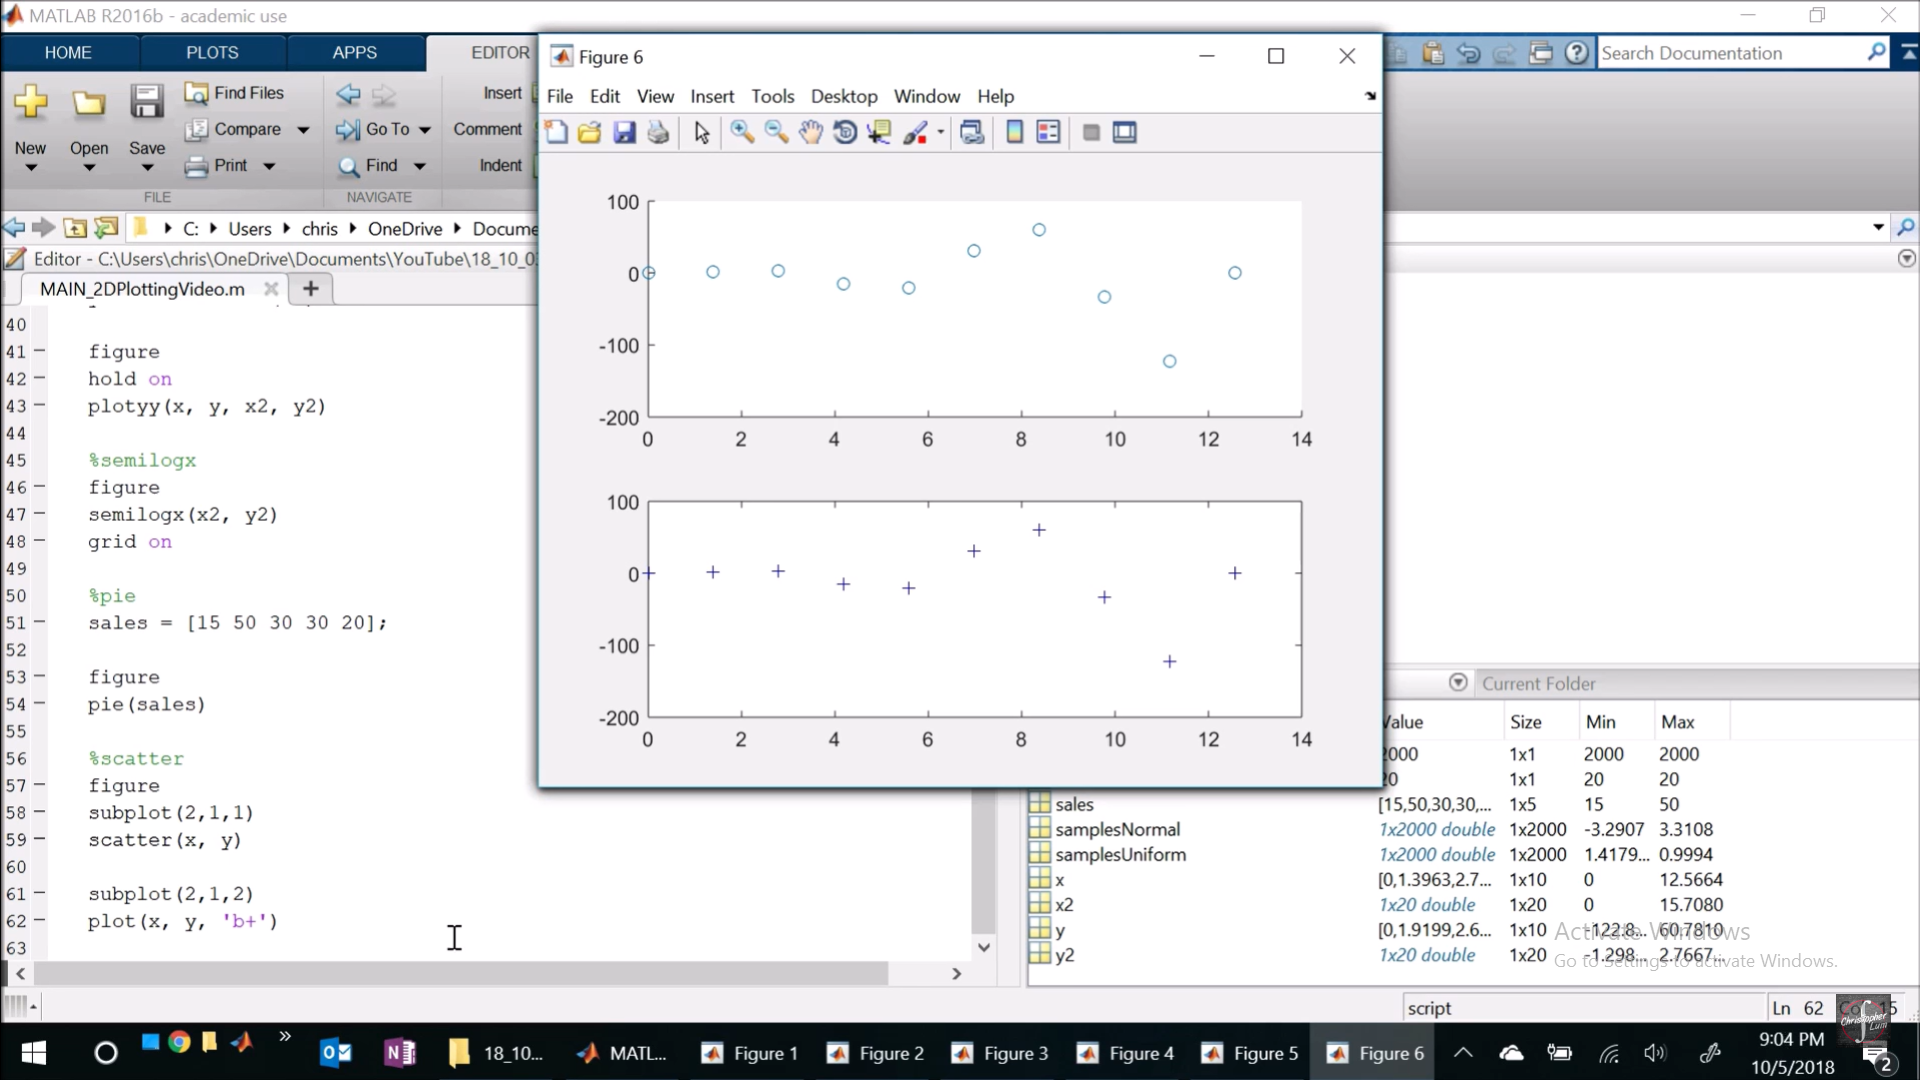 MATLAB R2016b - academic use
HOME PLOTS APPS EDITOR
Search Documentation
New Open Save
Find Files
Compare
Print
Go To
Find
Insert
Comment
Indent
FILE NAVIGATE
C: Users chris OneDrive Docume
Editor - C:\Users\chris\OneDrive\Documents\YouTube\18_10_0
MAIN_2DPlottingVideo.m
40
41 figure
42 hold on
43 plotyy(x, y, x2, y2)
44
45 %semilogx
46 figure
47 semilogx(x2, y2)
48 grid on
49
50 %pie
51 sales = [15 50 30 30 20];
52
53 figure
54 pie(sales)
55
56 %scatter
57 figure
58 subplot(2,1,1)
59 scatter(x, y)
60
61 subplot(2,1,2)
62 plot(x, y, 'b+')
63
Figure 6
File Edit View Insert Tools Desktop Window Help
100
0
-100
-200
0 2 4 6 8 10 12 14
100
0
-100
-200
0 2 4 6 8 10 12 14
Current Folder
Value Size Min Max
2000 1x1 2000 2000
20 1x1 20 20
sales [15,50,30,30,... 1x5 15 50
samplesNormal 1x2000 double 1x2000 -3.2907 3.3108
samplesUniform 1x2000 double 1x2000 1.4179... 0.9994
x [0,1.3963,2.7... 1x10 0 12.5664
x2 1x20 double 1x20 0 15.7080
y [0,1.9199,2.6... 1x10 -122.8... 60.7810
y2 1x20 double 1x20 -1.298... 2.7667...
Activate Windows
Go to Settings to activate Windows.
script Ln 62 15
Christopher Lum
18_10... MATL... Figure 1 Figure 2 Figure 3 Figure 4 Figure 5 Figure 6
9:04 PM
10/5/2018
2